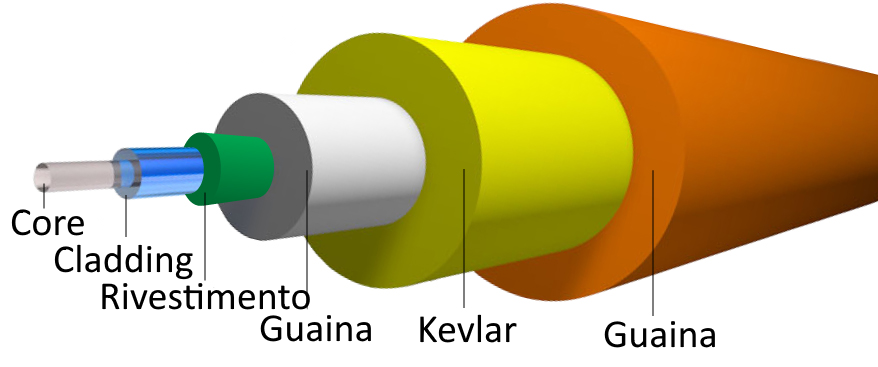 Core
Cladding
Rivestimento
Guaina
Kevlar
Guaina